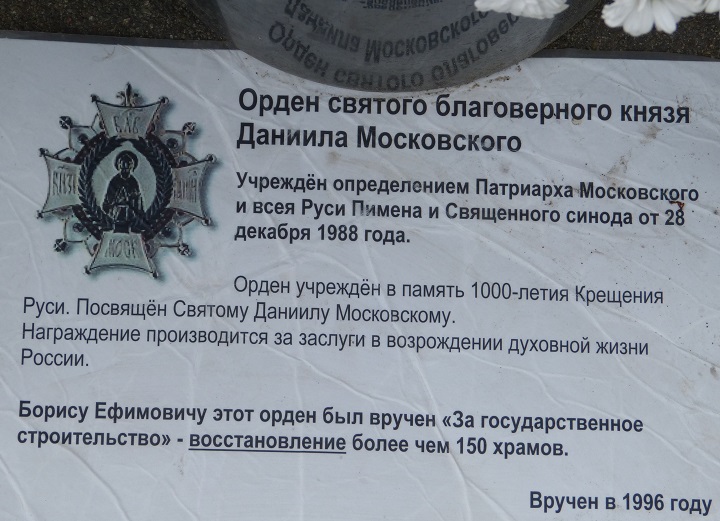 Орден святого благоверного князя
Даниила Московского
Учреждён определением Патриарха Московского
и всея Руси Пимена и Священного синода от 28
декабря 1988 года.
Орден учреждён в память 1000-летия Крещения
Руси. Посвящён Святому Даниилу Московскому.
Награждение производится за заслуги в возрождении духовной жизни
России.
Борису Ефимовичу этот орден был вручен «За государственное
строительство» - восстановление более чем 150 храмов.
Вручен в 1996 году